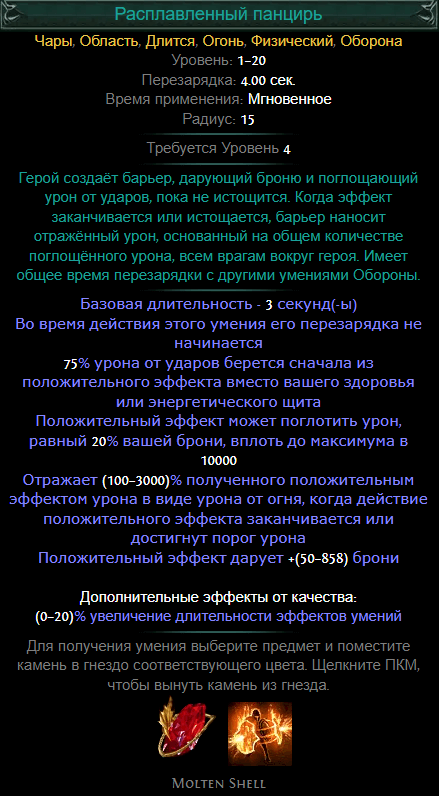 Расплавленный панцирь
Чары, Область, Длится, Огонь, Физический, Оборона
Уровень: 1–20
Перезарядка: 4.00 сек.
Время применения: Мгновенное
Радиус: 15
Требуется Уровень 4
Герой создаёт барьер, дарующий броню и поглощающий
урон от ударов, пока не истощится. Когда эффект
заканчивается или истощается, барьер наносит
отражённый урон, основанный на общем количестве
поглощённого урона, всем врагам вокруг героя. Имеет
общее время перезарядки с другими умениями Обороны.
Базовая длительность - 3 секунд(-ы)
Во время действия этого умения его перезарядка не
начинается
75% урона от ударов берется сначала из
положительного эффекта вместо вашего здоровья
или энергетического щита
Положительный эффект может поглотить урон,
равный 20% вашей брони, вплоть до максимума в
10000
Отражает (100–3000)% полученного положительным
эффектом урона в виде урона от огня, когда действие
положительного эффекта заканчивается или
достигнут порог урона
Положительный эффект дарует +(50–858) брони
Дополнительные эффекты от качества:
(0–20)% увеличение длительности эффектов умений
Для получения умения выберите предмет и поместите
камень в гнездо соответствующего цвета. Щелкните ПКМ,
чтобы вынуть камень из гнезда.
Molten Shell